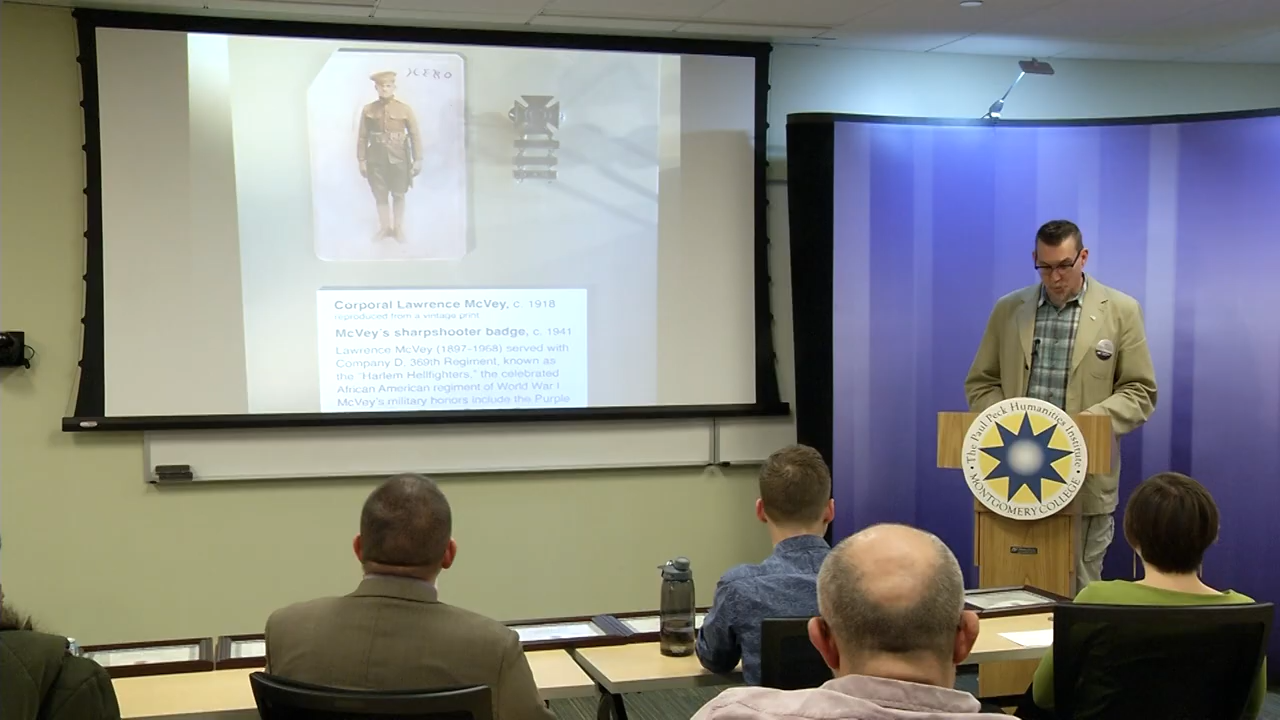 HERO
Corporal Lawrence McVey, c. 1918
reproduced from a vintage print
McVey's sharpshooter badge, c. 1941
Lawrence McVey (1897-1968) served with
Company D, 369th Regiment, known as
the "Harlem Hellfighters," the celebrated
African American regiment of World War I
McVey's military honors include the Purple
The Paul Peck Humanities Institute
• MONTGOMERY COLLEGE •